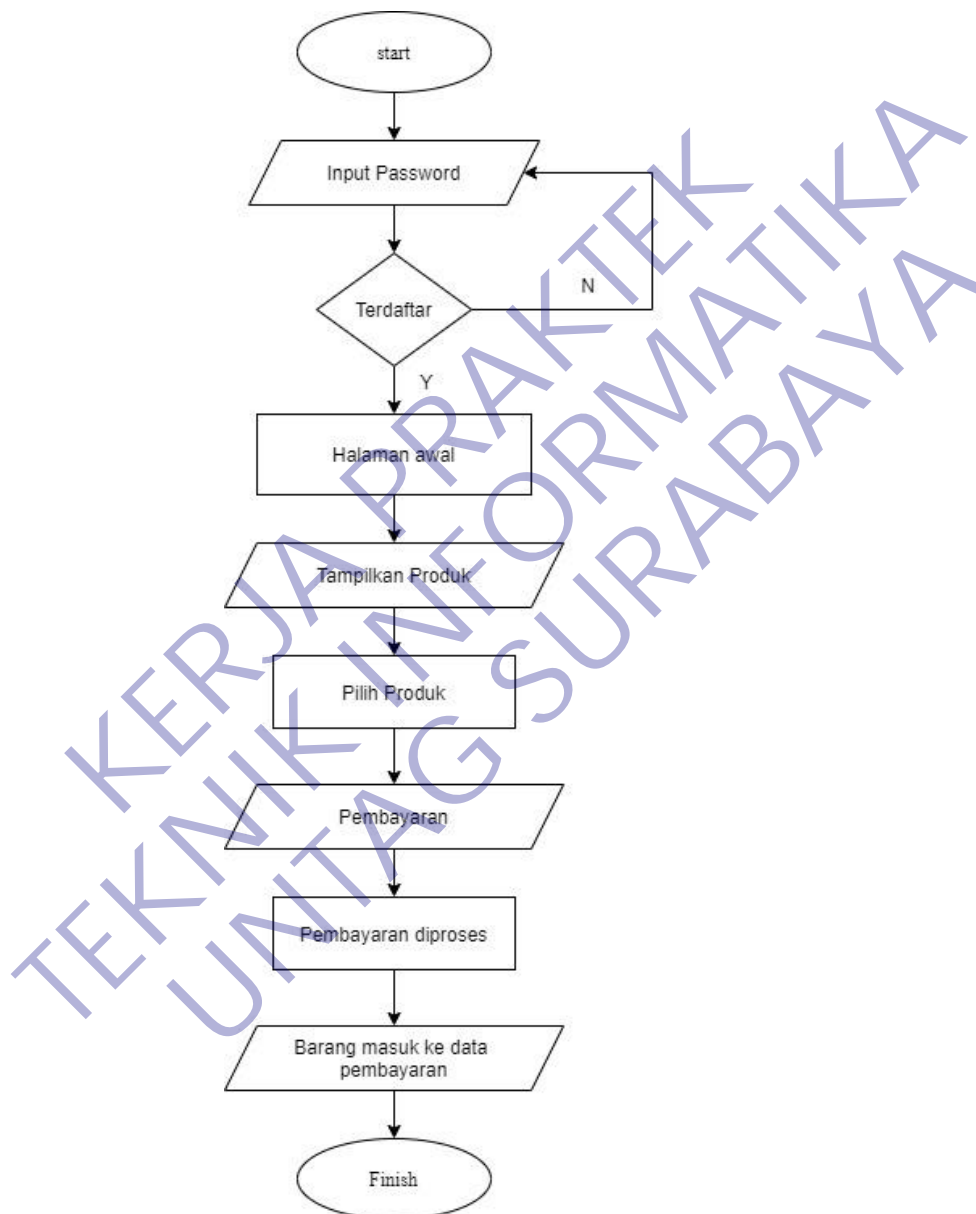 start
Input Password
Terdaftar
N
Y
Halaman awal
Tampilkan Produk
Pilih Produk
Pembayaran
Pembayaran diproses
Barang masuk ke data
pembayaran
Finish
KERJA PRAKTEK
TEKNIK INFORMATIKA
UNTAG SURABAYA